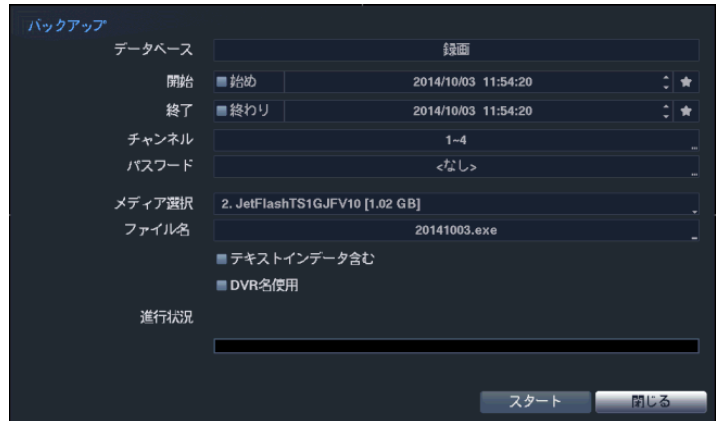 バックアップ
データベース 録画
開始 始め 2014/10/03 11:54:20
終了 終わり 2014/10/03 11:54:20
チャンネル 1~4 ...
パスワード <なし> ...
メディア選択 2. JetFlashTS1GJFV10 [1.02 GB]
ファイル名 20141003.exe
テキストインデータ含む
DVR名使用
進行状況
スタート 閉じる